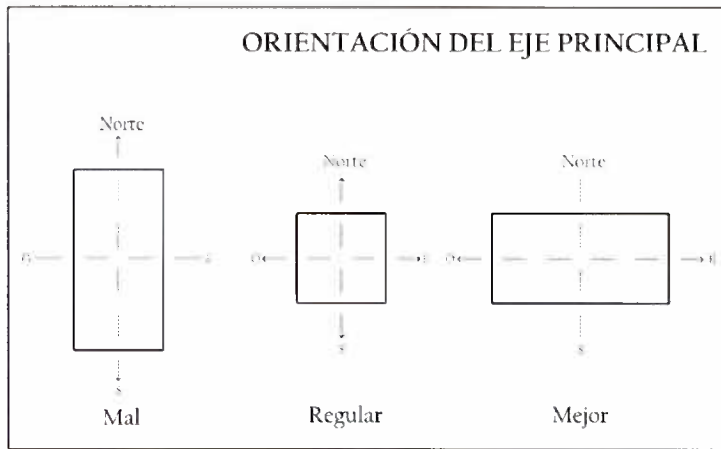 ORIENTACIÓN DEL EJE PRINCIPAL
Norte
Norte
Norte
O
E
O
E
O
E
S
S
S
Mal
Regular
Mejor